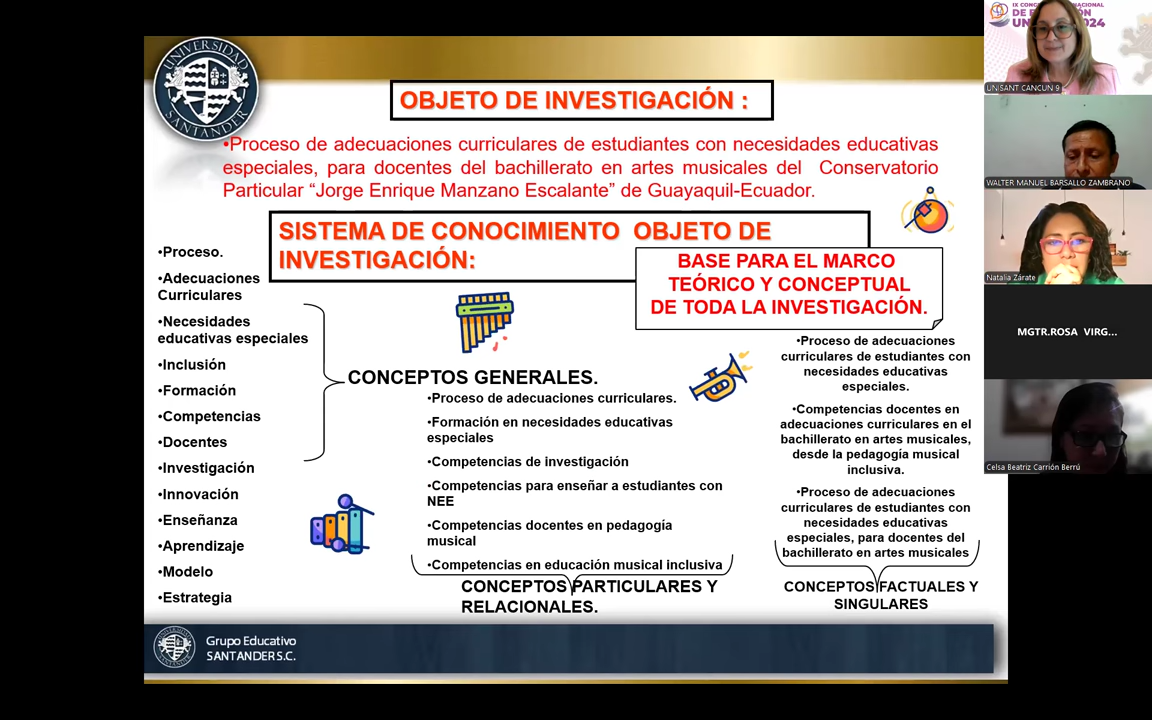 UNIVERSIDAD
SANTANDER
OBJETO DE INVESTIGACIÓN :
•Proceso de adecuaciones curriculares de estudiantes con necesidades educativas
especiales, para docentes del bachillerato en artes musicales del Conservatorio
Particular “Jorge Enrique Manzano Escalante” de Guayaquil-Ecuador.
SISTEMA DE CONOCIMIENTO OBJETO DE
INVESTIGACIÓN:
BASE PARA EL MARCO
TEÓRICO Y CONCEPTUAL
DE TODA LA INVESTIGACIÓN.
•Proceso.
•Adecuaciones
Curriculares
•Necesidades
educativas especiales
•Inclusión
•Formación
•Competencias
•Docentes
•Investigación
•Innovación
•Enseñanza
•Aprendizaje
•Modelo
•Estrategia
CONCEPTOS GENERALES.
•Proceso de adecuaciones curriculares.
•Formación en necesidades educativas
especiales
•Competencias de investigación
•Competencias para enseñar a estudiantes con
NEE
•Competencias docentes en pedagogía
musical
•Competencias en educación musical inclusiva
CONCEPTOS PARTICULARES Y
RELACIONALES.
•Proceso de adecuaciones
curriculares de estudiantes con
necesidades educativas
especiales.
•Competencias docentes en
adecuaciones curriculares en el
bachillerato en artes musicales,
desde la pedagogía musical
inclusiva.
•Proceso de adecuaciones
curriculares de estudiantes con
necesidades educativas
especiales, para docentes del
bachillerato en artes musicales
CONCEPTOS FACTUALES Y
SINGULARES
Grupo Educativo
SANTANDER S.C.
IX CONG
NACIONAL
DE
UN
2024
UNISANT CANCUN 9
WALTER MANUEL BARSALLO ZAMBRANO
Natalia Zárate
MGTR.ROSA VIRG...
Celsa Beatriz Carrión Berrú